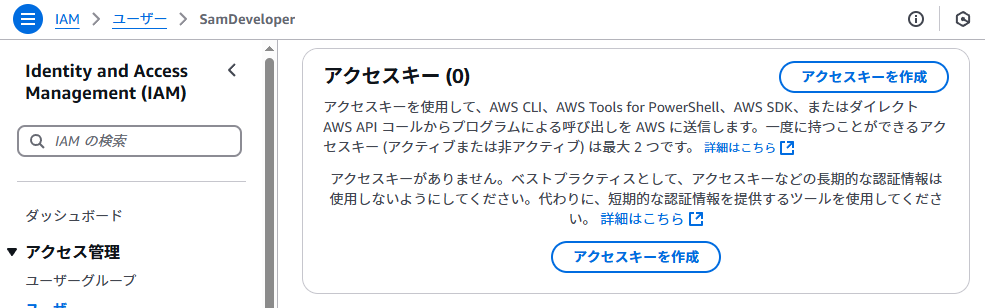 IAM > ユーザー > SamDeveloper
Identity and Access
Management (IAM)
IAM の検索
ダッシュボード
アクセス管理
ユーザーグループ
アクセスキー (0)
アクセスキーを作成
アクセスキーを使用して、AWS CLI、AWS Tools for PowerShell、AWS SDK、またはダイレクト
AWS API コールからプログラムによる呼び出しを AWS に送信します。一度に持つことができるアク
セスキー (アクティブまたは非アクティブ) は最大 2 つです。 詳細はこちら
アクセスキーがありません。ベストプラクティスとして、アクセスキーなどの長期的な認証情報は
使用しないようにしてください。代わりに、短期的な認証情報を提供するツールを使用してくださ
い。 詳細はこちら
アクセスキーを作成